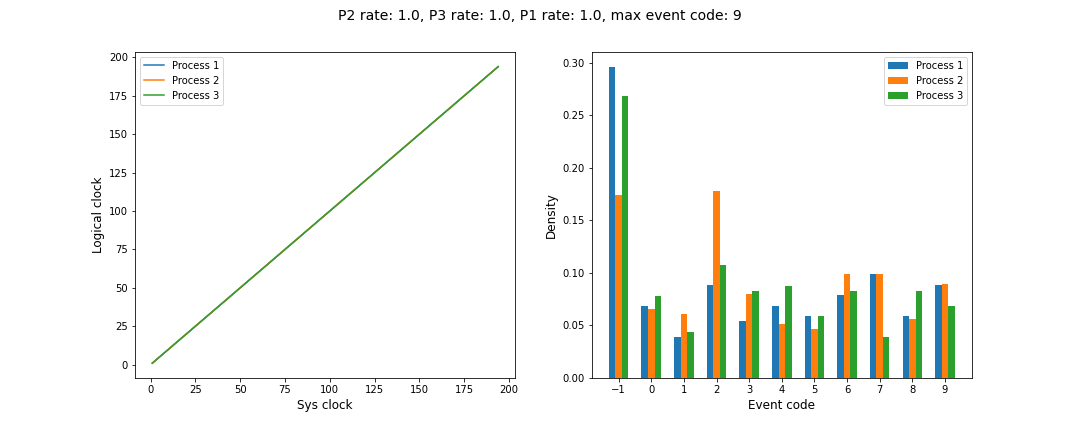 P2 rate: 1.0, P3 rate: 1.0, P1 rate: 1.0, max event code: 9
Process 1
Process 2
Process 3
200
175
150
125
100
75
50
25
0
Logical clock
0 25 50 75 100 125 150 175 200
Sys clock
Process 1
Process 2
Process 3
0.30
0.25
0.20
0.15
0.10
0.05
0.00
Density
−1 0 1 2 3 4 5 6 7 8 9
Event code